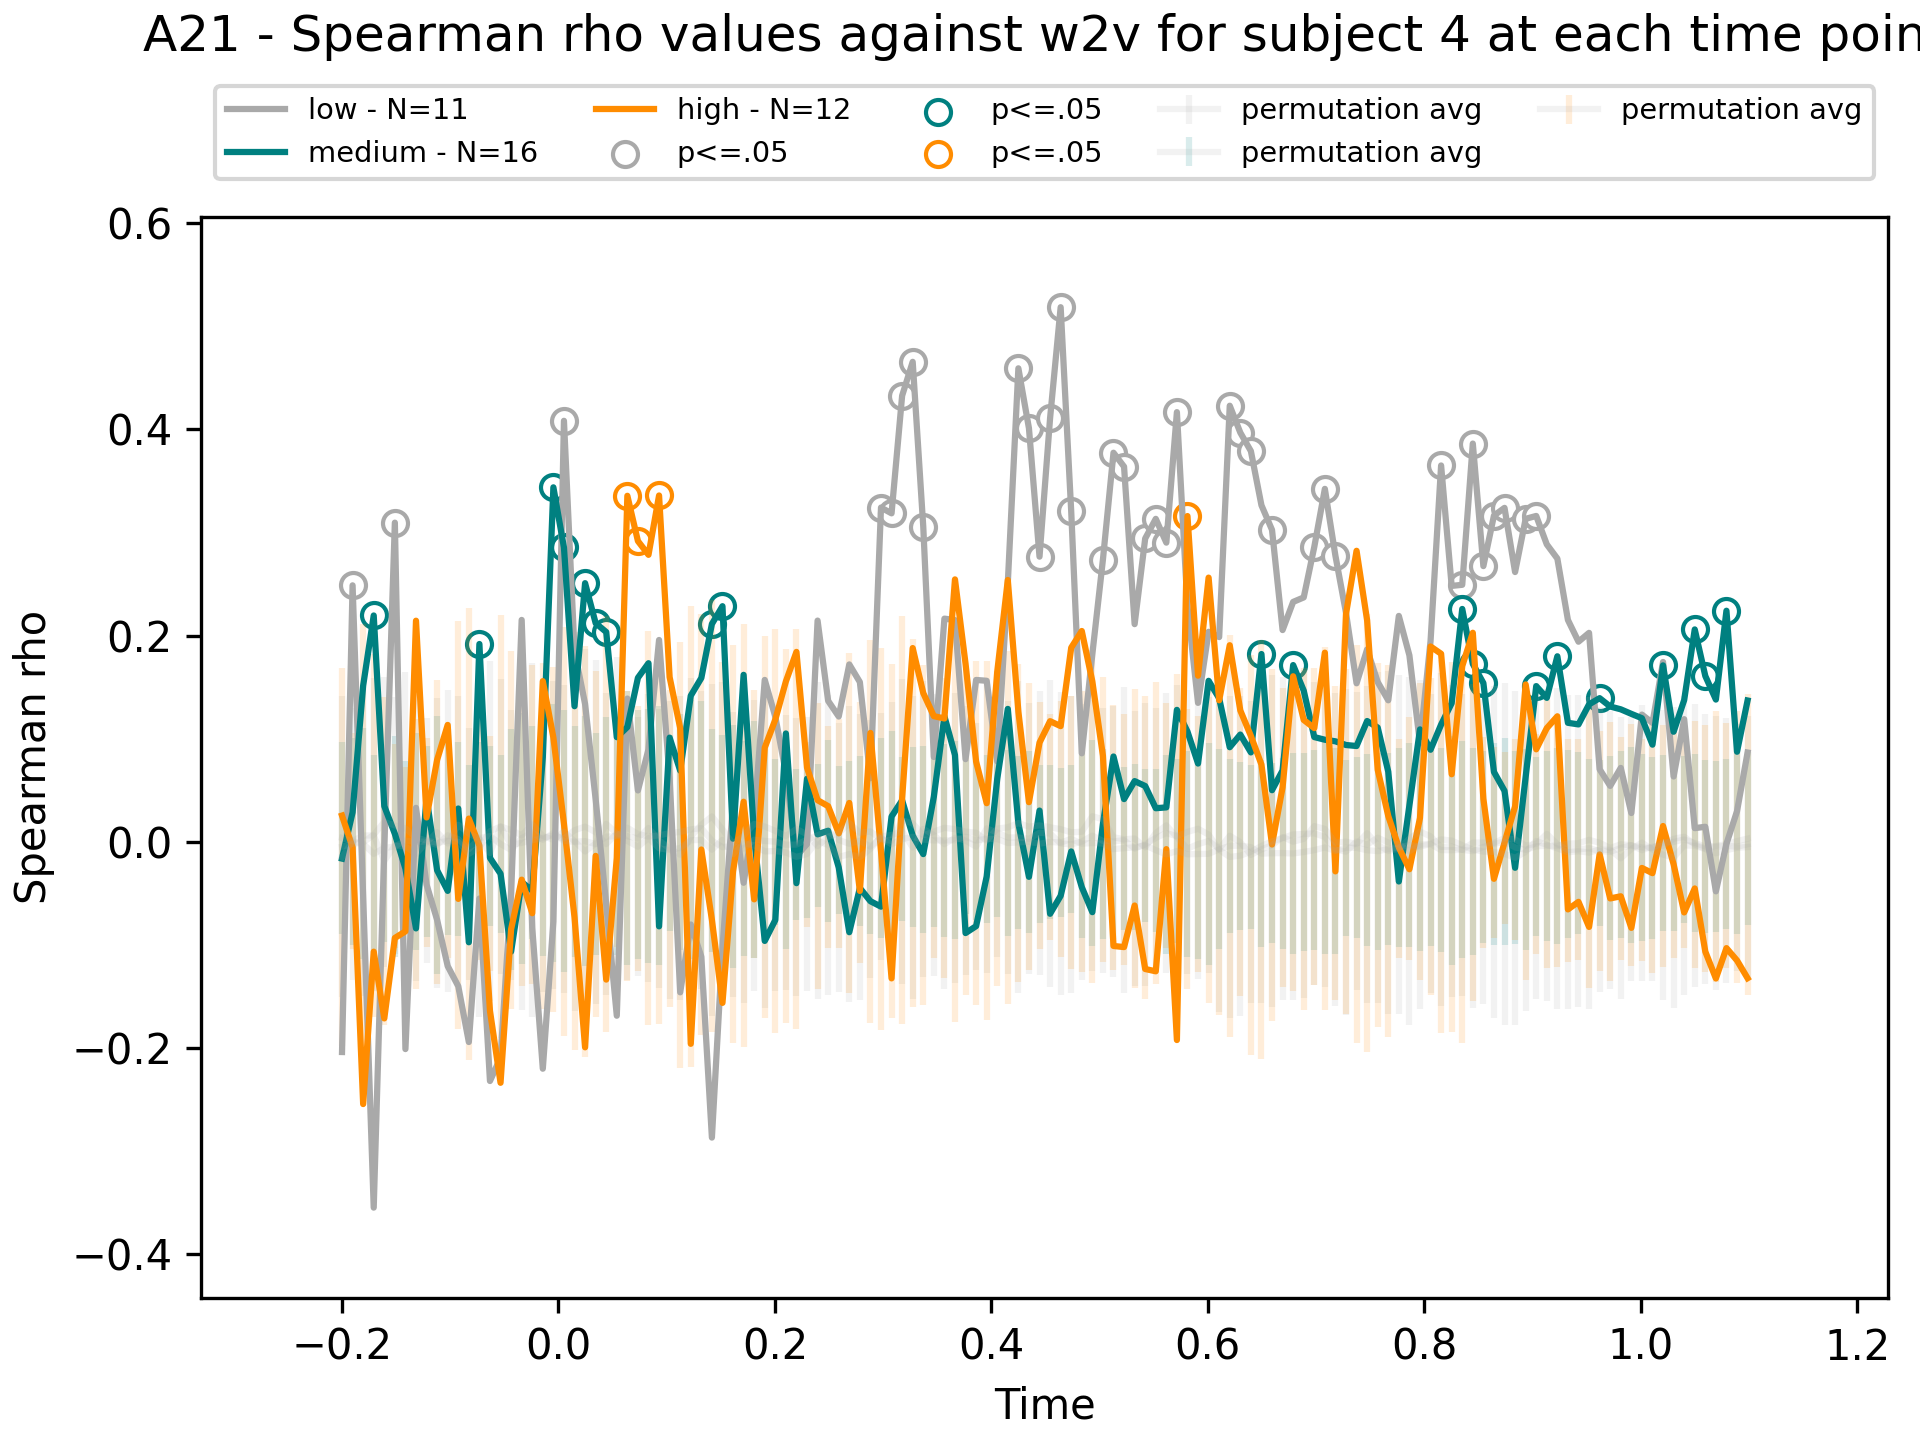 A21 - Spearman rho values against w2v for subject 4 at each time poin
low - N=11
medium - N=16
high - N=12
p<=.05
p<=.05
p<=.05
permutation avg
permutation avg
permutation avg
Spearman rho
0.6
0.4
0.2
0.0
−0.2
−0.4
−0.2 0.0 0.2 0.4 0.6 0.8 1.0 1.2
Time